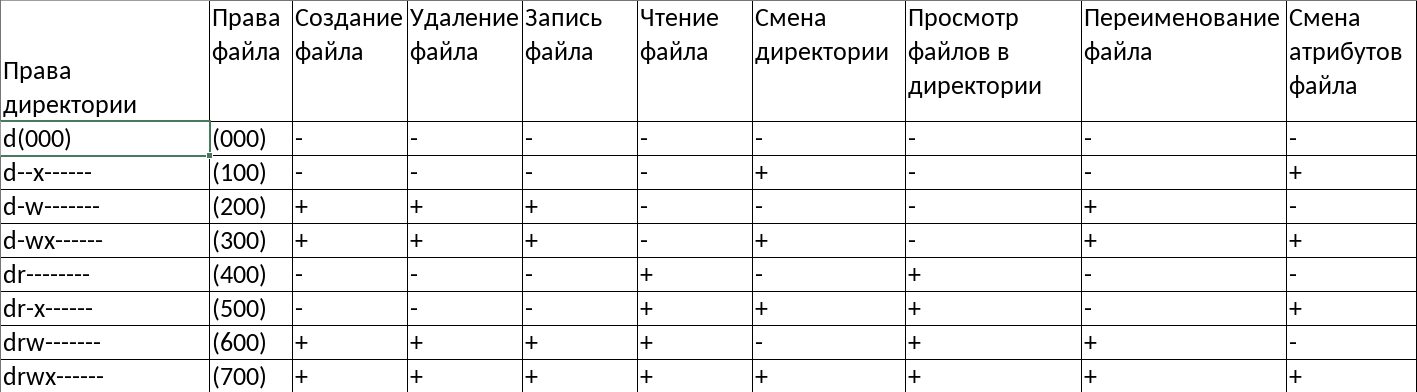 Права директории | Права файла | Создание файла | Удаление файла | Запись файла | Чтение файла | Смена директории | Просмотр файлов в директории | Переименование файла | Смена атрибутов файла
d(000) | (000) | - | - | - | - | - | - | - | -
d--x------ | (100) | - | - | - | - | + | - | - | +
d-w------- | (200) | + | + | + | - | - | - | + | -
d-wx------ | (300) | + | + | + | - | + | - | + | +
dr-------- | (400) | - | - | - | + | - | + | - | -
dr-x------ | (500) | - | - | - | + | + | + | - | +
drw------- | (600) | + | + | + | + | - | + | + | -
drwx------ | (700) | + | + | + | + | + | + | + | +